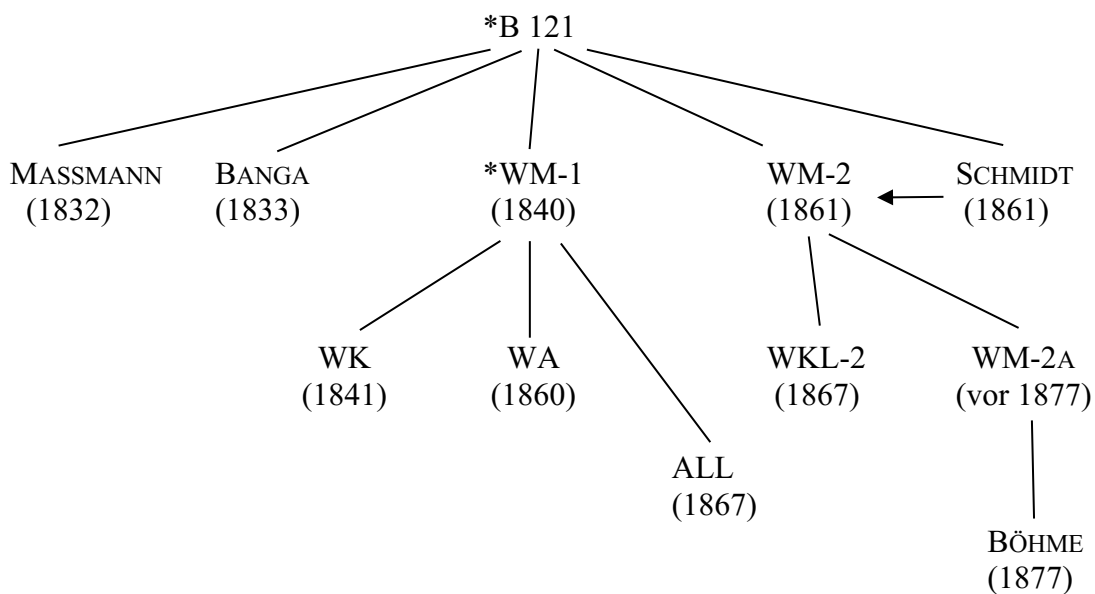 *B 121
MASSMANN BANGA *WM-1 WM-2 SCHMIDT
(1832) (1833) (1840) (1861) (1861)
WK WA WKL-2 WM-2A
(1841) (1860) (1867) (vor 1877)
ALL
(1867)
BÖHME
(1877)